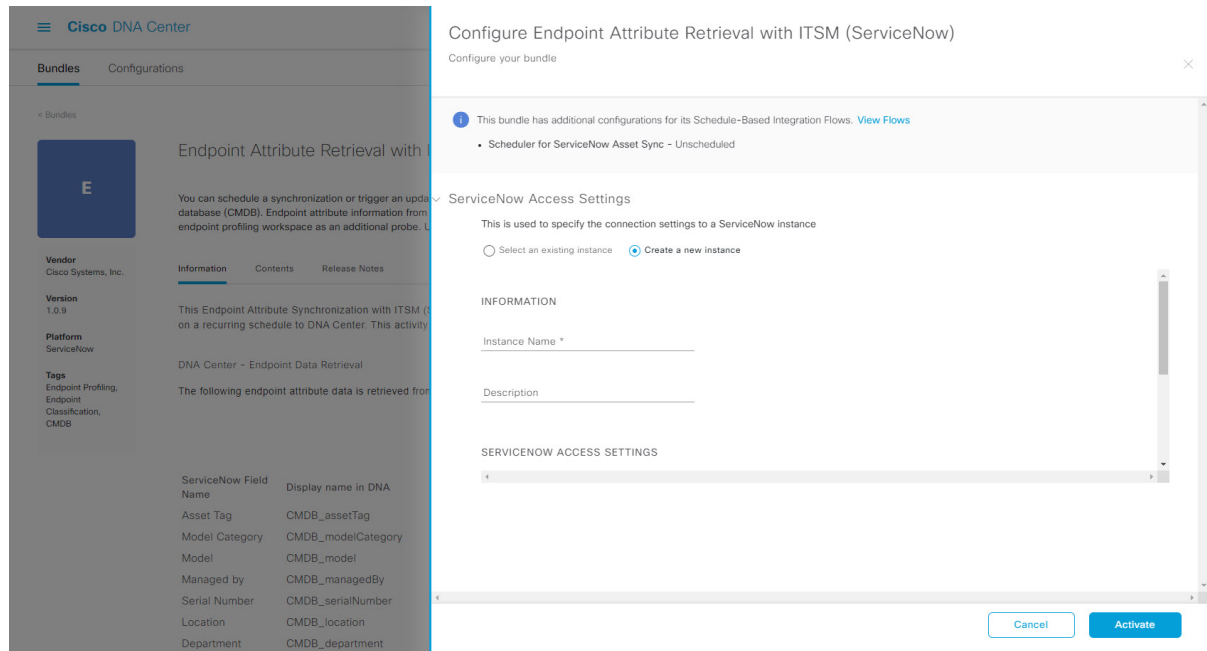 Cisco DNA Center
Bundles Configurations
< Bundles
E
Vendor
Cisco Systems, Inc.
Version
1.0.9
Platform
ServiceNow
Tags
Endpoint Profiling,
Endpoint
Classification,
CMDB
Endpoint Attribute Retrieval with
You can schedule a synchronization or trigger an upda
database (CMDB). Endpoint attribute information from
endpoint profiling workspace as an additional probe. U
Information Contents Release Notes
This Endpoint Attribute Synchronization with ITSM (S
on a recurring schedule to DNA Center. This activity
DNA Center - Endpoint Data Retrieval
The following endpoint attribute data is retrieved from
ServiceNow Field
Name
Display name in DNA
Asset Tag CMDB_assetTag
Model Category CMDB_modelCategory
Model CMDB_model
Managed by CMDB_managedBy
Serial Number CMDB_serialNumber
Location CMDB_location
Department CMDB_department
Configure Endpoint Attribute Retrieval with ITSM (ServiceNow)
Configure your bundle
This bundle has additional configurations for its Schedule-Based Integration Flows. View Flows
• Scheduler for ServiceNow Asset Sync - Unscheduled
ServiceNow Access Settings
This is used to specify the connection settings to a ServiceNow instance
Select an existing instance Create a new instance
INFORMATION
Instance Name *
Description
SERVICENOW ACCESS SETTINGS
Cancel Activate